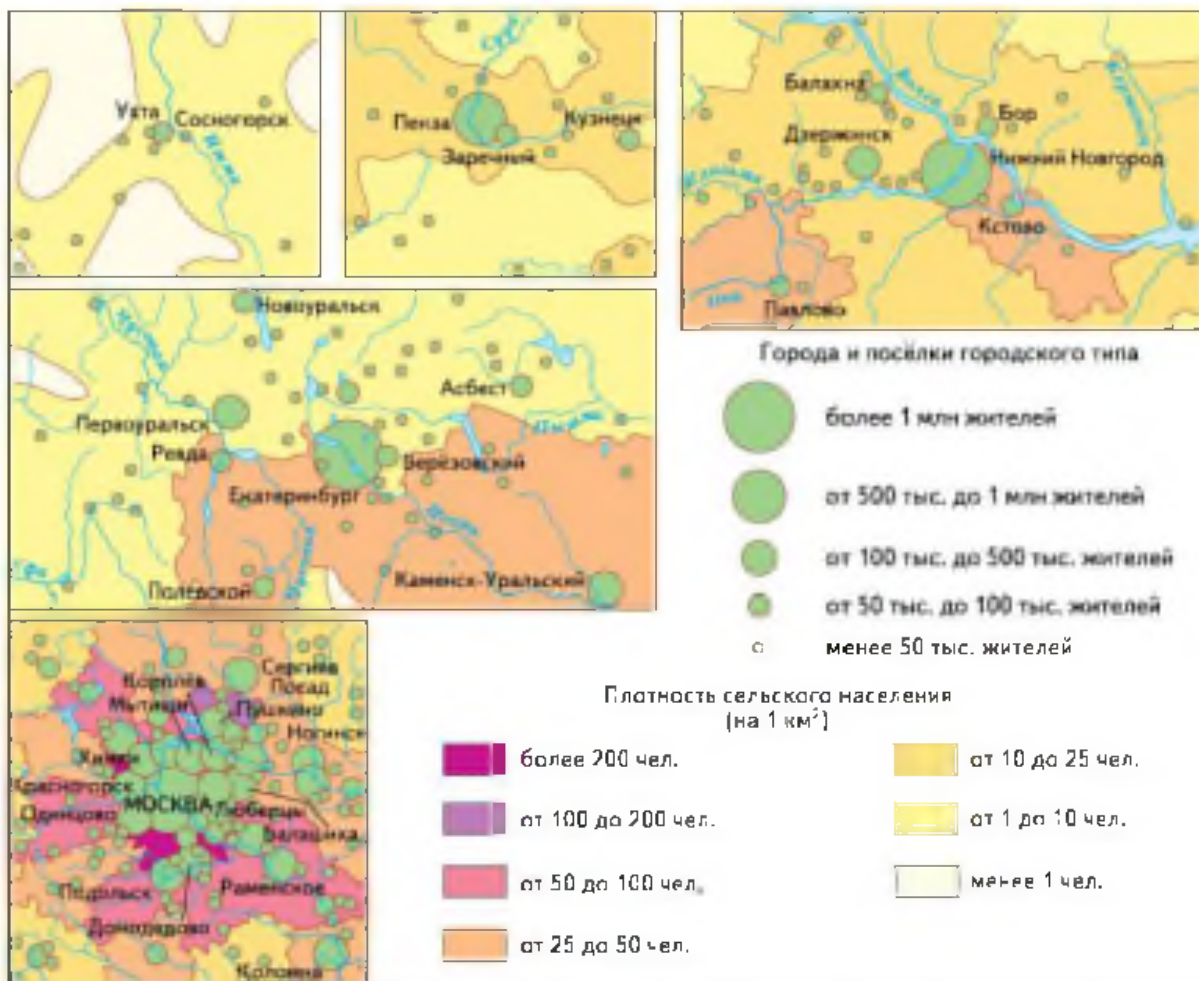 Ухта
Сосногорск
Ижма
Пенза
Кузнецк
Заречный
Балахна
Бор
Дзержинск
Нижний Новгород
Кстово
Павлово
Новоуральск
Асбест
Первоуральск
Ревда
Берёзовский
Екатеринбург
Полевской
Каменск-Уральский
Города и посёлки городского типа
более 1 млн жителей
от 500 тыс. до 1 млн жителей
от 100 тыс. до 500 тыс. жителей
от 50 тыс. до 100 тыс. жителей
менее 50 тыс. жителей
Королёв
Сергиев
Посад
Мытищи
Пушкино
Ногинск
Химки
Красногорск
МОСКВА
Люберцы
Одинцово
Балашиха
Подольск
Раменское
Домодедово
Коломна
Плотность сельского населения
(на 1 км²)
более 200 чел.
от 100 до 200 чел.
от 50 до 100 чел.
от 25 до 50 чел.
от 10 до 25 чел.
от 1 до 10 чел.
менее 1 чел.